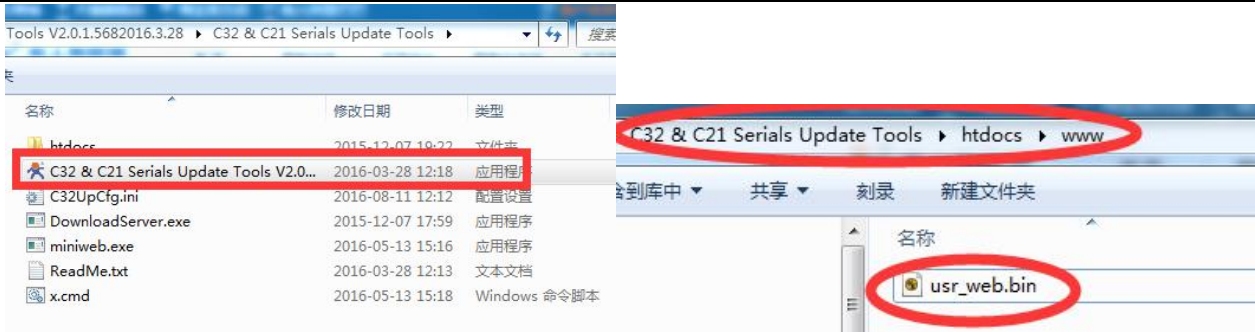 Tools V2.0.1.5682016.3.28 ▸ C32 & C21 Serials Update Tools ▸
搜索
夹
名称 修改日期 类型
htdocs 2015-12-07 19:22 文件夹
C32 & C21 Serials Update Tools V2.0... 2016-03-28 12:18 应用程序
C32UpCfg.ini 2016-08-11 12:12 配置设置
DownloadServer.exe 2015-12-07 17:59 应用程序
miniweb.exe 2016-05-13 15:16 应用程序
ReadMe.txt 2016-03-28 12:13 文本文档
x.cmd 2016-05-13 15:18 Windows 命令脚本
C32 & C21 Serials Update Tools ▸ htdocs ▸ www
含到库中 共享 刻录 新建文件夹
名称
usr_web.bin